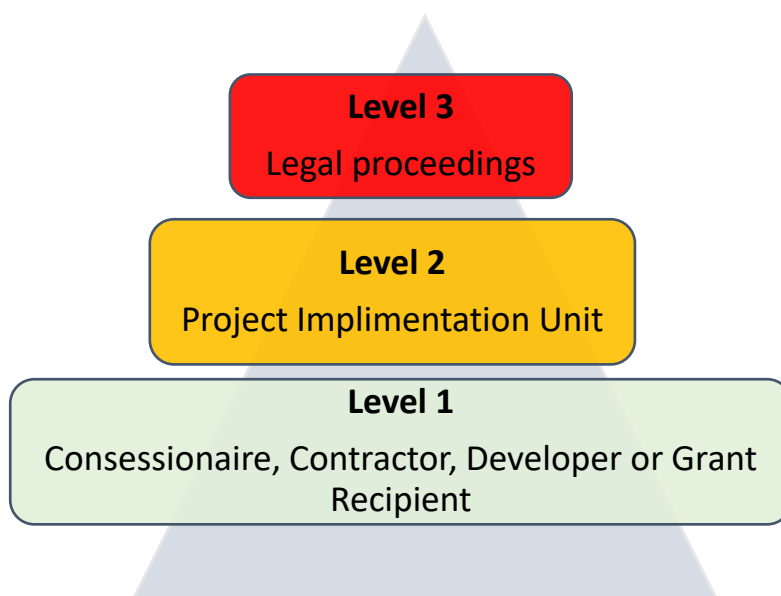 Level 3
Legal proceedings
Level 2
Project Implimentation Unit
Level 1
Consessionaire, Contractor, Developer or Grant
Recipient